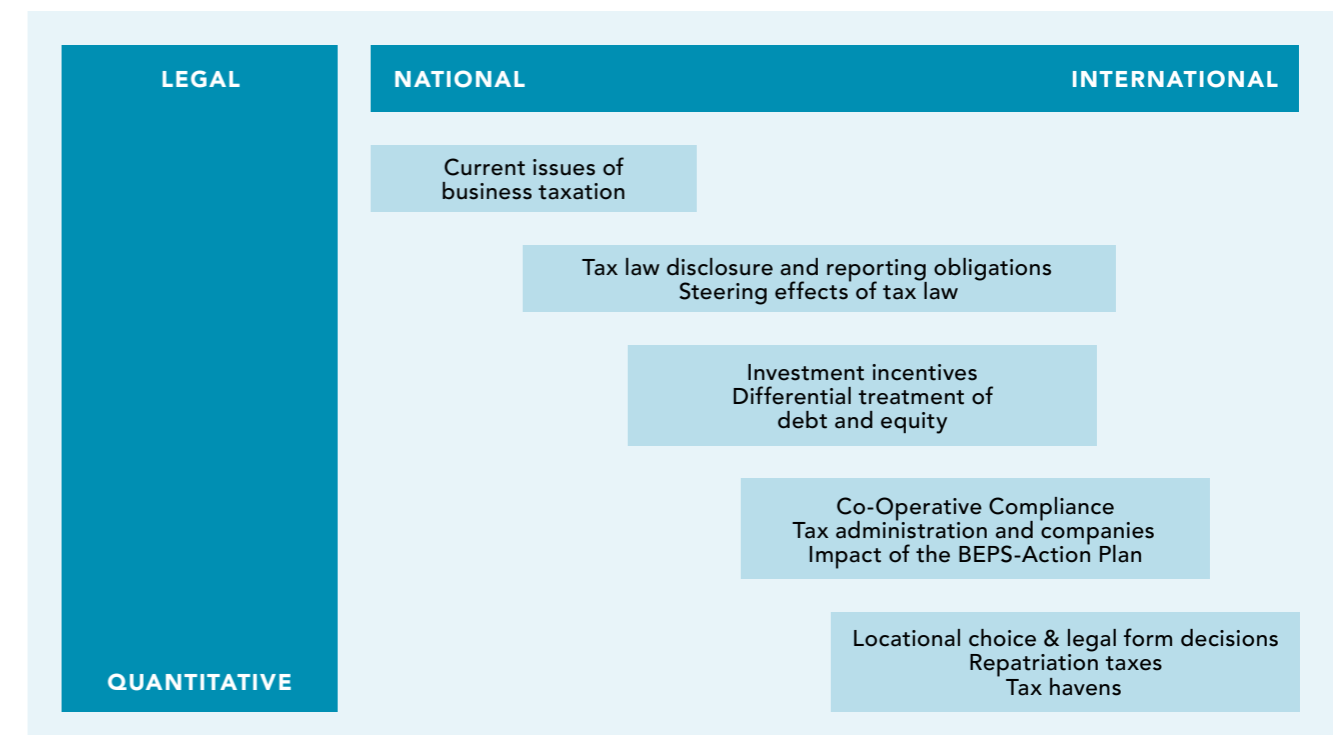 LEGAL
NATIONAL
INTERNATIONAL
Current issues of
business taxation
Tax law disclosure and reporting obligations
Steering effects of tax law
Investment incentives
Differential treatment of
debt and equity
Co-Operative Compliance
Tax administration and companies
Impact of the BEPS-Action Plan
Locational choice & legal form decisions
Repatriation taxes
Tax havens
QUANTITATIVE